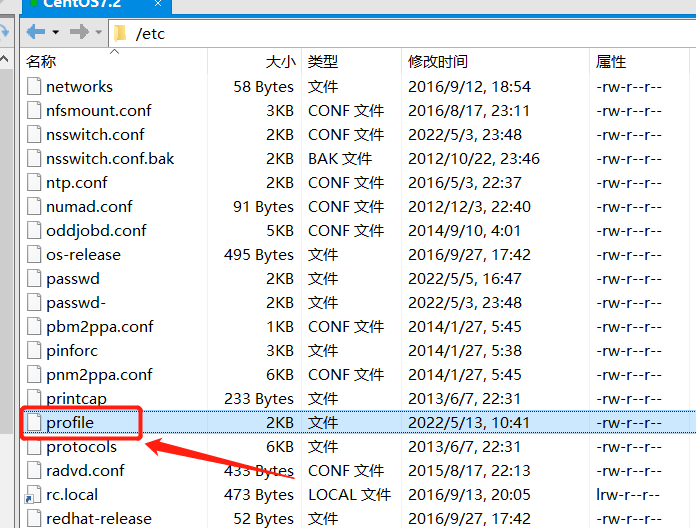 CentOS7.2 ×
/etc
名称 大小 类型 修改时间 属性
networks 58 Bytes 文件 2016/9/12, 18:54 -rw-r--r--
nfsmount.conf 3KB CONF 文件 2016/8/17, 23:11 -rw-r--r--
nsswitch.conf 2KB CONF 文件 2022/5/3, 23:48 -rw-r--r--
nsswitch.conf.bak 2KB BAK 文件 2012/10/22, 23:46 -rw-r--r--
ntp.conf 2KB CONF 文件 2016/5/3, 22:37 -rw-r--r--
numad.conf 91 Bytes CONF 文件 2012/12/3, 22:40 -rw-r--r--
oddjobd.conf 5KB CONF 文件 2014/9/10, 4:01 -rw-r--r--
os-release 495 Bytes 文件 2016/9/27, 17:42 -rw-r--r--
passwd 2KB 文件 2022/5/5, 16:47 -rw-r--r--
passwd- 2KB 文件 2022/5/3, 23:48 -rw-r--r--
pbm2ppa.conf 1KB CONF 文件 2014/1/27, 5:45 -rw-r--r--
pinforc 3KB 文件 2014/1/27, 5:38 -rw-r--r--
pnm2ppa.conf 6KB CONF 文件 2014/1/27, 5:45 -rw-r--r--
printcap 233 Bytes 文件 2013/6/7, 22:31 -rw-r--r--
profile 2KB 文件 2022/5/13, 10:41 -rw-r--r--
protocols 6KB 文件 2013/6/7, 22:31 -rw-r--r--
radvd.conf 433 Bytes CONF 文件 2015/8/17, 22:13 -rw-r--r--
rc.local 473 Bytes LOCAL 文件 2016/9/13, 20:05 lrw-r--r--
redhat-release 52 Bytes 文件 2016/9/27, 17:42 -rw-r--r--